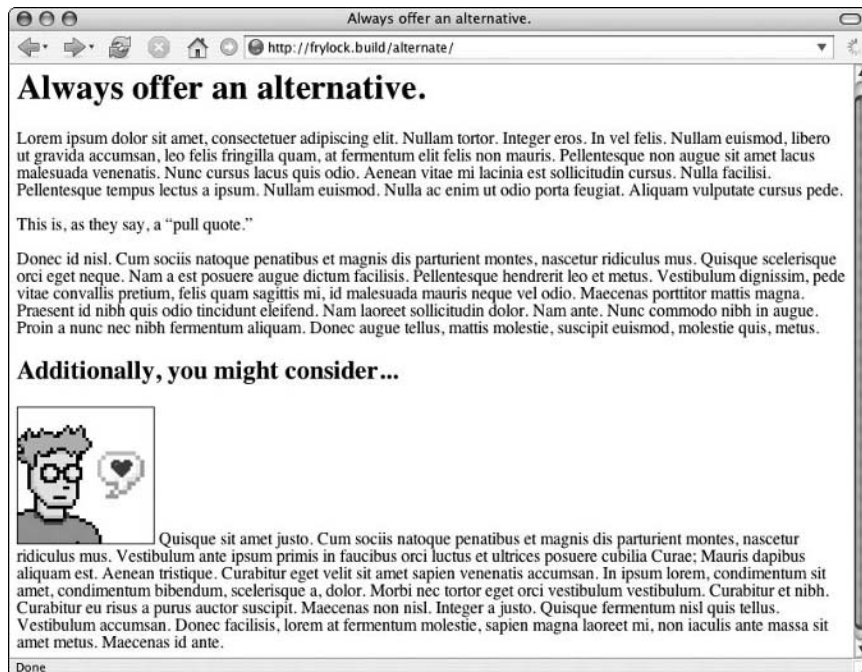 Always offer an alternative.
http://frylock.build/alternate/
Always offer an alternative.
Lorem ipsum dolor sit amet, consectetuer adipiscing elit. Nullam tortor. Integer eros. In vel felis. Nullam euismod, libero
ut gravida accumsan, leo felis fringilla quam, at fermentum elit felis non mauris. Pellentesque non augue sit amet lacus
malesuada venenatis. Nunc cursus lacus quis odio. Aenean vitae mi lacinia est sollicitudin cursus. Nulla facilisi.
Pellentesque tempus lectus a ipsum. Nullam euismod. Nulla ac enim ut odio porta feugiat. Aliquam vulputate cursus pede.
This is, as they say, a “pull quote.”
Donec id nisl. Cum sociis natoque penatibus et magnis dis parturient montes, nascetur ridiculus mus. Quisque scelerisque
orci eget neque. Nam a est posuere augue dictum facilisis. Pellentesque hendrerit leo et metus. Vestibulum dignissim, pede
vitae convallis pretium, felis quam sagittis mi, id malesuada mauris neque vel odio. Maecenas porttitor mattis magna.
Praesent id nibh quis odio tincidunt eleifend. Nam laoreet sollicitudin dolor. Nam ante. Nunc commodo nibh in augue.
Proin a nunc nec nibh fermentum aliquam. Donec augue tellus, mattis molestie, suscipit euismod, molestie quis, metus.
Additionally, you might consider...
Quisque sit amet justo. Cum sociis natoque penatibus et magnis dis parturient montes, nascetur
ridiculus mus. Vestibulum ante ipsum primis in faucibus orci luctus et ultrices posuere cubilia Curae; Mauris dapibus
aliquam est. Aenean tristique. Curabitur eget velit sit amet sapien venenatis accumsan. In ipsum lorem, condimentum sit
amet, condimentum bibendum, scelerisque a, dolor. Morbi nec tortor eget orci vestibulum vestibulum. Curabitur et nibh.
Curabitur eu risus a purus auctor suscipit. Maecenas non nisl. Integer a justo. Quisque fermentum nisl quis tellus.
Vestibulum accumsan. Donec facilisis, lorem at fermentum molestie, sapien magna laoreet mi, non iaculis ante massa sit
amet metus. Maecenas id ante.
Done